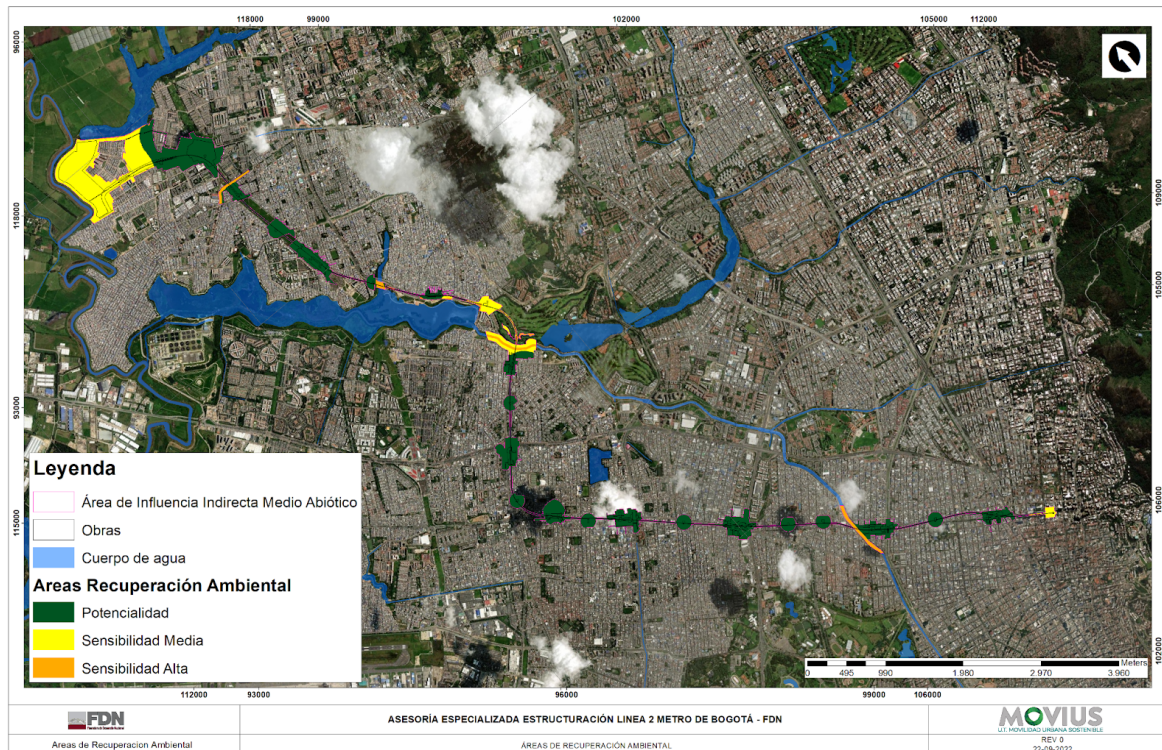 118000
99000
102000
105000
112000
96000
118000
93000
115000
109000
105000
106000
102000
Leyenda
Área de Influencia Indirecta Medio Abiótico
Obras
Cuerpo de agua
Areas Recuperación Ambiental
Potencialidad
Sensibilidad Media
Sensibilidad Alta
Meters
0 495 990 1.980 2.970 3.960
112000
93000
96000
99000
106000
FDN
ASESORÍA ESPECIALIZADA ESTRUCTURACIÓN LINEA 2 METRO DE BOGOTÁ - FDN
MOVIUS
U.T. MOVILIDAD URBANA SOSTENIBLE
Areas de Recuperacion Ambiental
ÁREAS DE RECUPERACIÓN AMBIENTAL
REV 0
22-09-2022